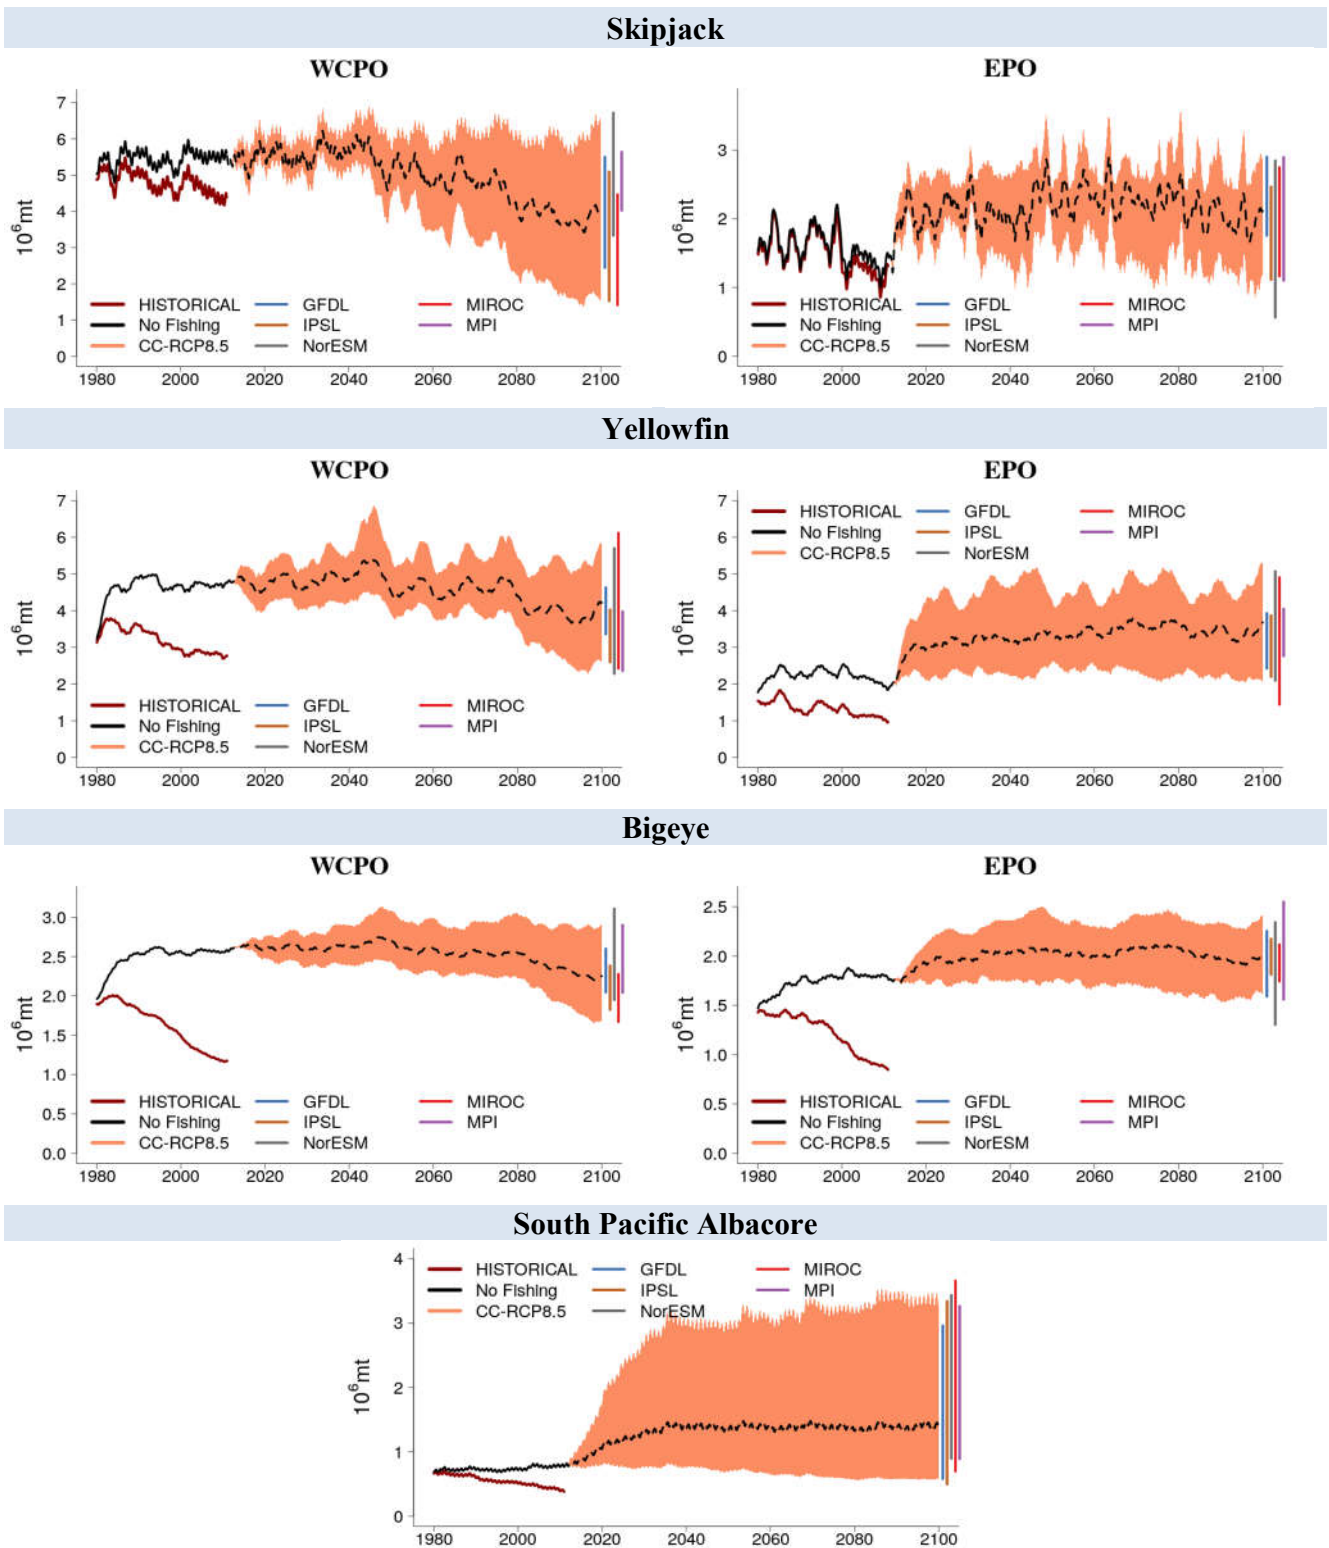 Skipjack
WCPO
10⁶mt
7
6
5
4
3
2
1
0
HISTORICAL GFDL MIROC
No Fishing IPSL MPI
CC-RCP8.5 NorESM
1980 2000 2020 2040 2060 2080 2100
EPO
10⁶mt
3
2
1
0
HISTORICAL GFDL MIROC
No Fishing IPSL MPI
CC-RCP8.5 NorESM
1980 2000 2020 2040 2060 2080 2100
Yellowfin
WCPO
10⁶mt
7
6
5
4
3
2
1
0
HISTORICAL GFDL MIROC
No Fishing IPSL MPI
CC-RCP8.5 NorESM
1980 2000 2020 2040 2060 2080 2100
EPO
10⁶mt
7
6
5
4
3
2
1
0
HISTORICAL GFDL MIROC
No Fishing IPSL MPI
CC-RCP8.5 NorESM
1980 2000 2020 2040 2060 2080 2100
Bigeye
WCPO
10⁶mt
3.0
2.5
2.0
1.5
1.0
0.5
0.0
HISTORICAL GFDL MIROC
No Fishing IPSL MPI
CC-RCP8.5 NorESM
1980 2000 2020 2040 2060 2080 2100
EPO
10⁶mt
2.5
2.0
1.5
1.0
0.5
0.0
HISTORICAL GFDL MIROC
No Fishing IPSL MPI
CC-RCP8.5 NorESM
1980 2000 2020 2040 2060 2080 2100
South Pacific Albacore
10⁶mt
4
3
2
1
0
HISTORICAL GFDL MIROC
No Fishing IPSL MPI
CC-RCP8.5 NorESM
1980 2000 2020 2040 2060 2080 2100